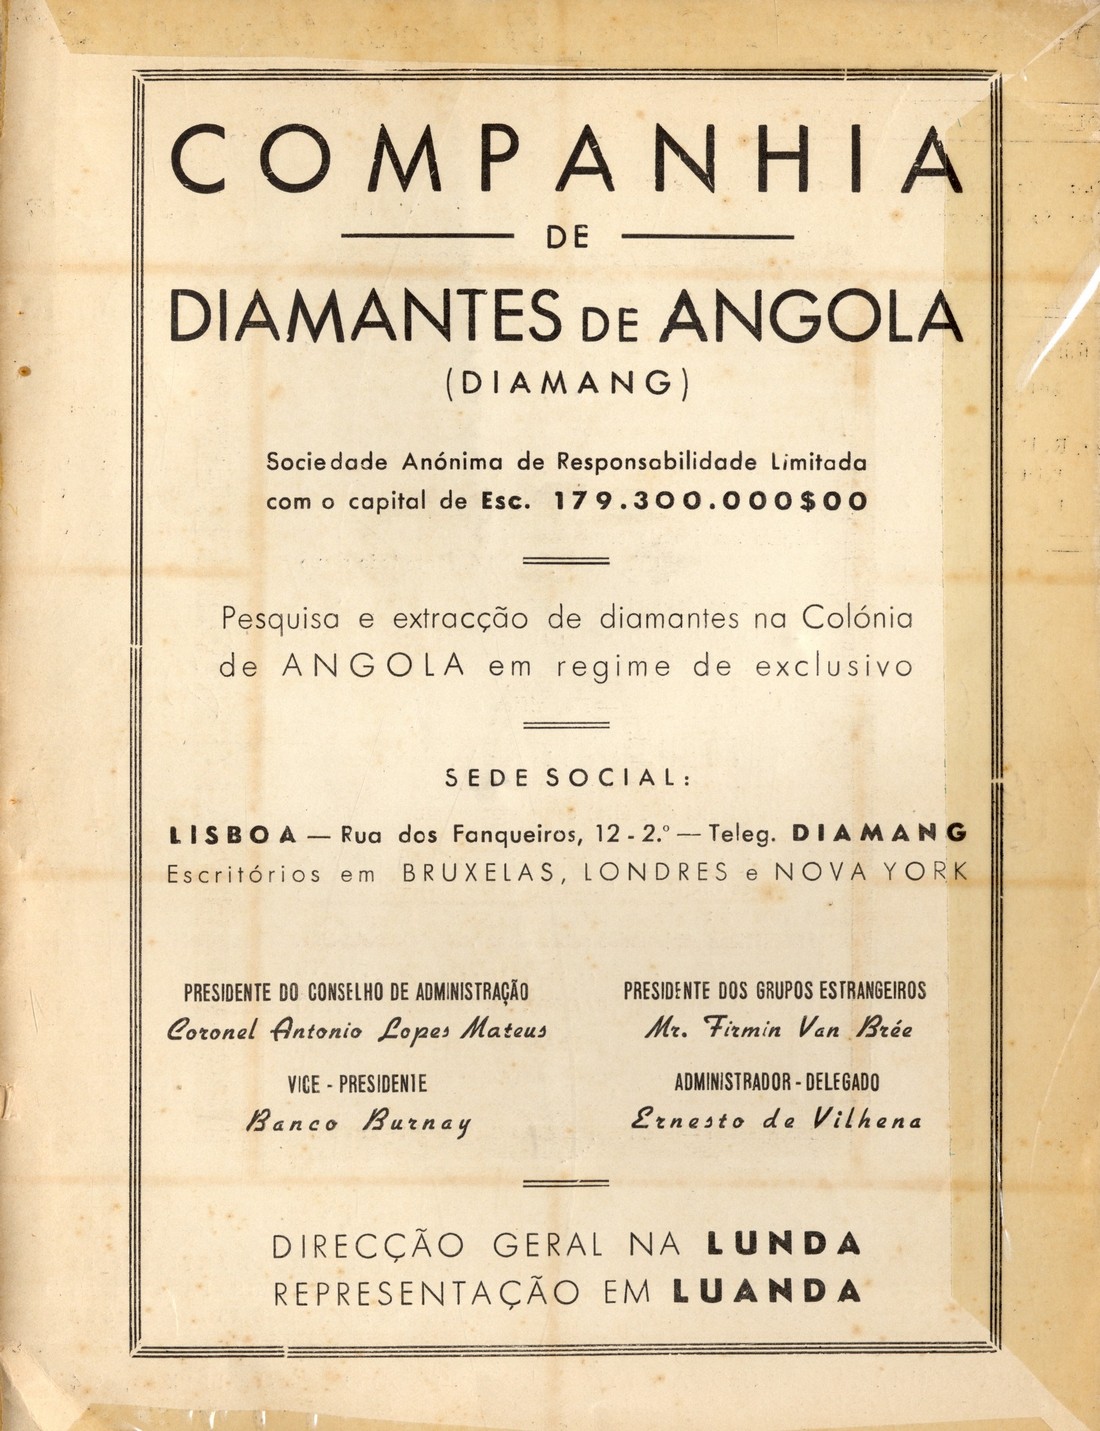 COMPANHIA
DE
DIAMANTES DE ANGOLA
(DIAMANG)
Sociedade Anónima de Responsabilidade Limitada
com o capital de Esc. 179.300.000$00
Pesquisa e extracção de diamantes na Colónia
de ANGOLA em regime de exclusivo
SEDE SOCIAL:
LISBOA — Rua dos Fanqueiros, 12 - 2.º — Teleg. DIAMANG
Escritórios em BRUXELAS, LONDRES e NOVA YORK
PRESIDENTE DO CONSELHO DE ADMINISTRAÇÃO
Coronel Antonio Lopes Mateus
VICE - PRESIDENTE
Banco Burnay
PRESIDENTE DOS GRUPOS ESTRANGEIROS
Mr. Firmin Van Brée
ADMINISTRADOR - DELEGADO
Ernesto de Vilhena
DIRECÇÃO GERAL NA LUNDA
REPRESENTAÇÃO EM LUANDA